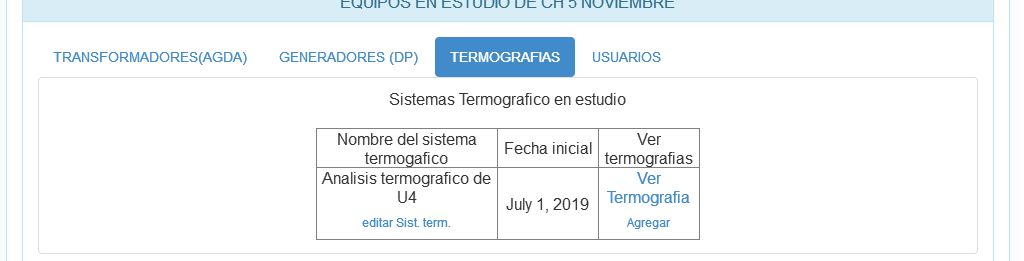 EQUIPOS EN ESTUDIO DE CH 5 NOVIEMBRE
TRANSFORMADORES(AGDA) GENERADORES (DP) TERMOGRAFIAS USUARIOS
Sistemas Termografico en estudio
Nombre del sistema
termogafico
Fecha inicial
Ver
termografias
Analisis termografico de
U4
editar Sist. term.
July 1, 2019
Ver
Termografia
Agregar